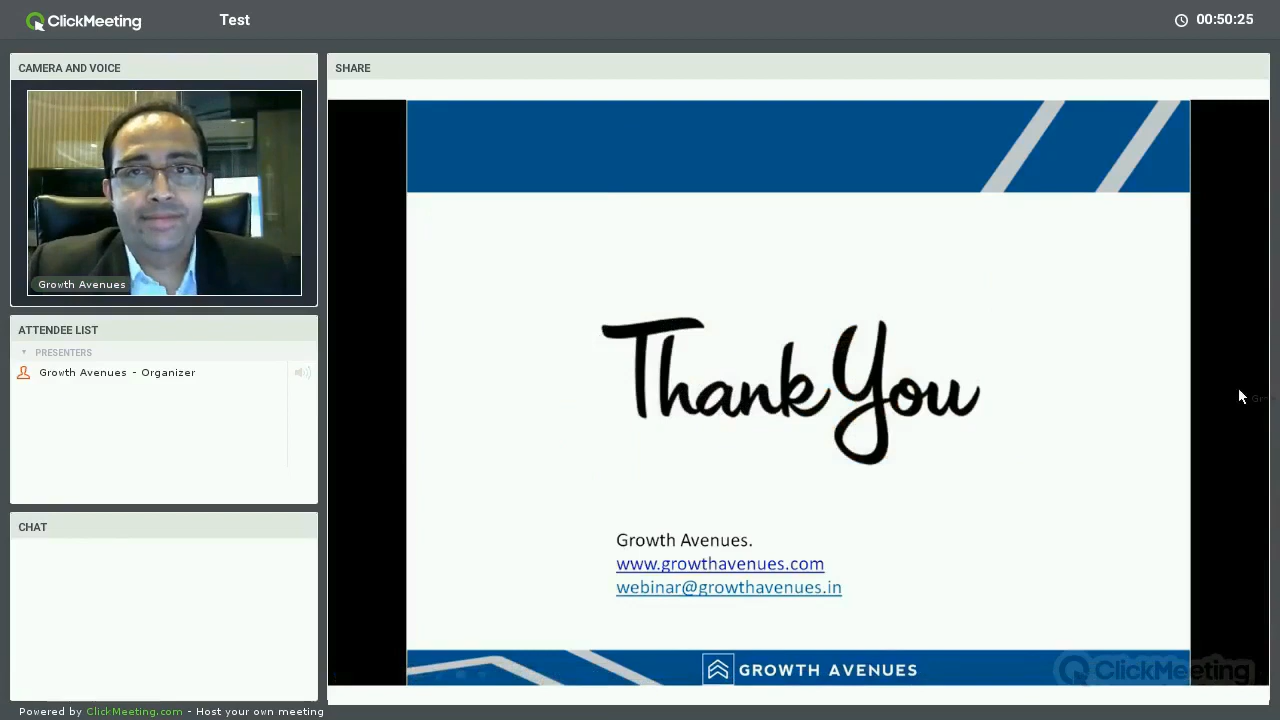 ClickMeeting
Test
00:50:25
CAMERA AND VOICE
Growth Avenues
ATTENDEE LIST
PRESENTERS
Growth Avenues - Organizer
CHAT
SHARE
Thank You
Growth Avenues.
www.growthavenues.com
webinar@growthavenues.in
GROWTH AVENUES
ClickMeeting
Powered by ClickMeeting.com - Host your own meeting